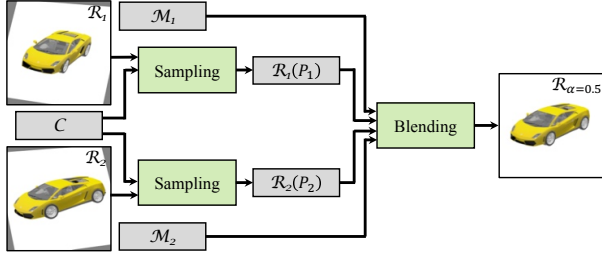 ℛ₁
ℳ₁
Sampling
ℛ₁(P₁)
C
Blending
ℛα=0.5
ℛ₂
Sampling
ℛ₂(P₂)
ℳ₂